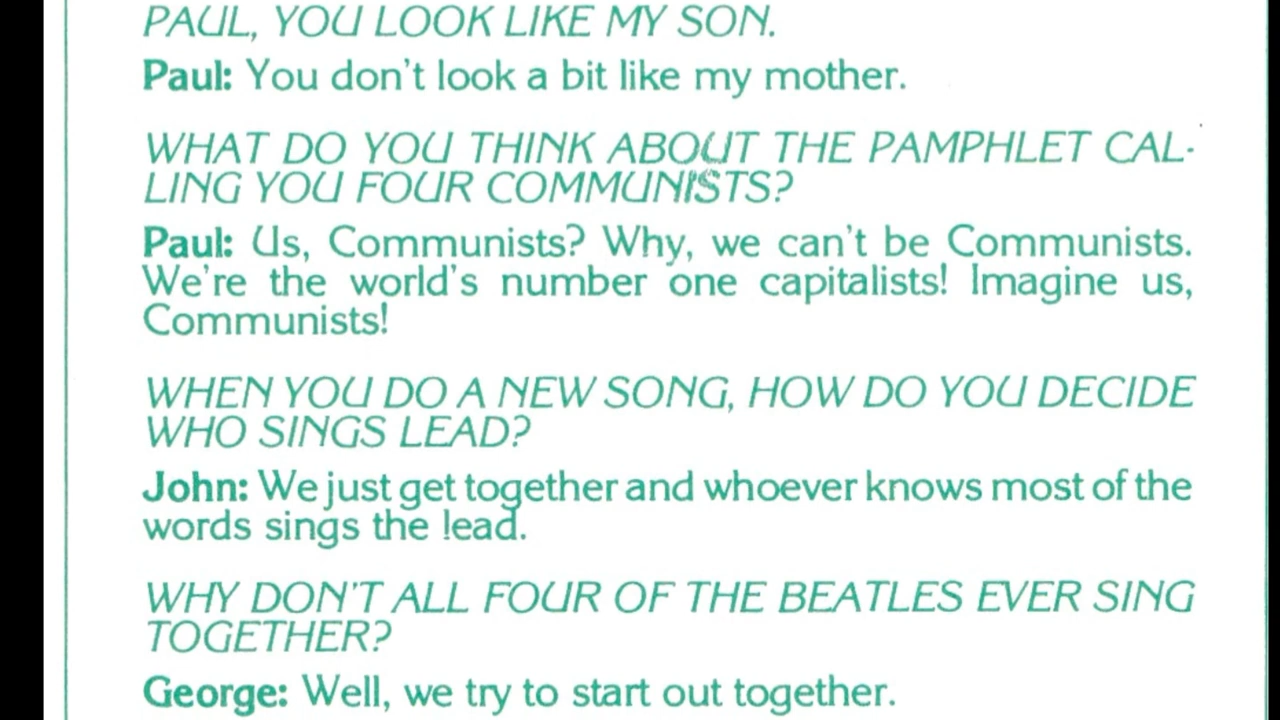 PAUL, YOU LOOK LIKE MY SON.
Paul: You don't look a bit like my mother.
WHAT DO YOU THINK ABOUT THE PAMPHLET CAL-
LING YOU FOUR COMMUNISTS?
Paul: Us, Communists? Why, we can't be Communists.
We're the world's number one capitalists! Imagine us,
Communists!
WHEN YOU DO A NEW SONG, HOW DO YOU DECIDE
WHO SINGS LEAD?
John: We just get together and whoever knows most of the
words sings the lead.
WHY DON'T ALL FOUR OF THE BEATLES EVER SING
TOGETHER?
George: Well, we try to start out together.